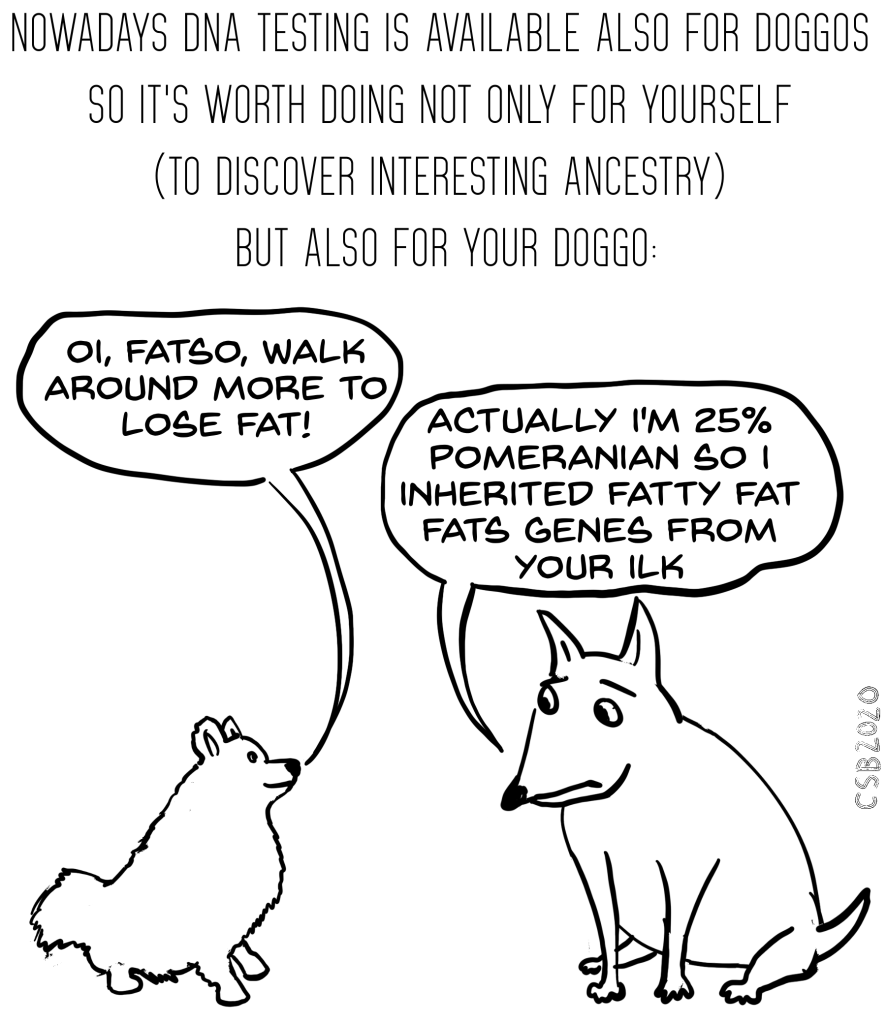 NOWADAYS DNA TESTING IS AVAILABLE ALSO FOR DOGGOS
SO IT'S WORTH DOING NOT ONLY FOR YOURSELF
(TO DISCOVER INTERESTING ANCESTRY)
BUT ALSO FOR YOUR DOGGO:
OI, FATSO, WALK
AROUND MORE TO
LOSE FAT!
ACTUALLY I'M 25%
POMERANIAN SO I
INHERITED FATTY FAT
FATS GENES FROM
YOUR ILK
CSB2020